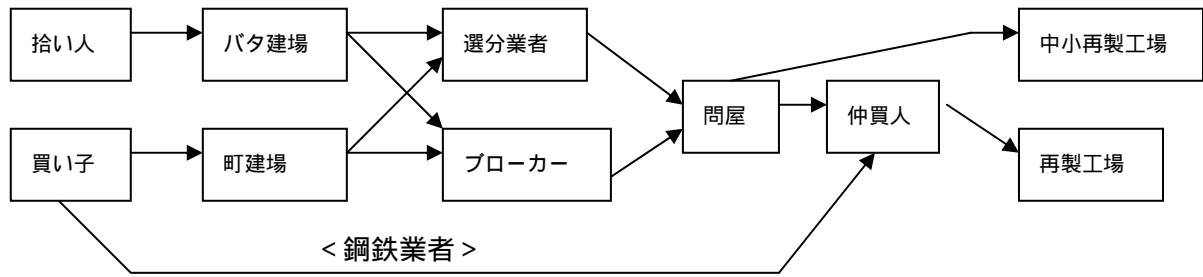 拾い人
バタ建場
選分業者
中小再製工場
問屋
仲買人
買い子
町建場
ブローカー
再製工場
<鋼鉄業者>